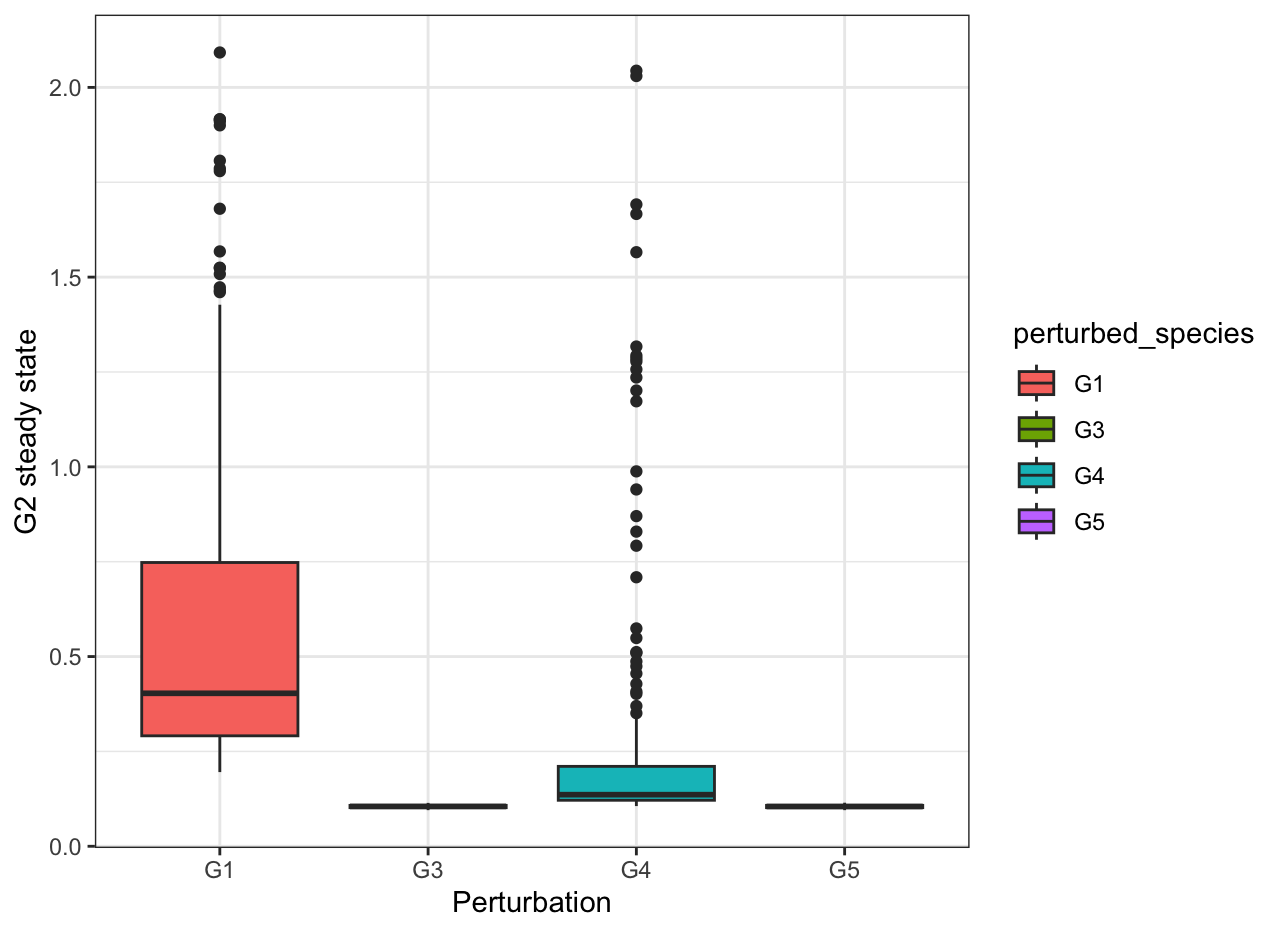 G2 steady state
2.0
1.5
1.0
0.5
0.0
G1 G3 G4 G5
Perturbation
perturbed_species
G1
G3
G4
G5